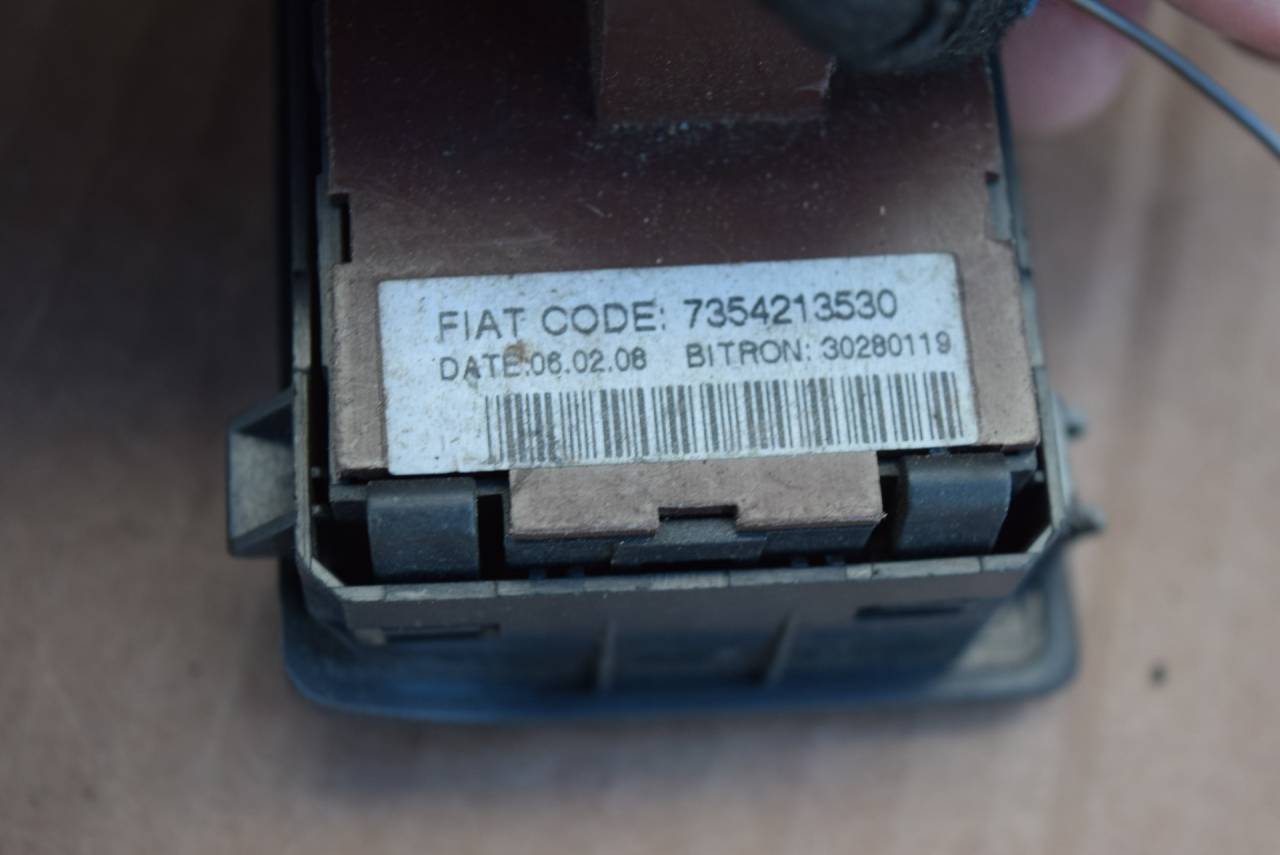 FIAT CODE: 7354213530
DATE:06.02.08 BITRON: 30280119